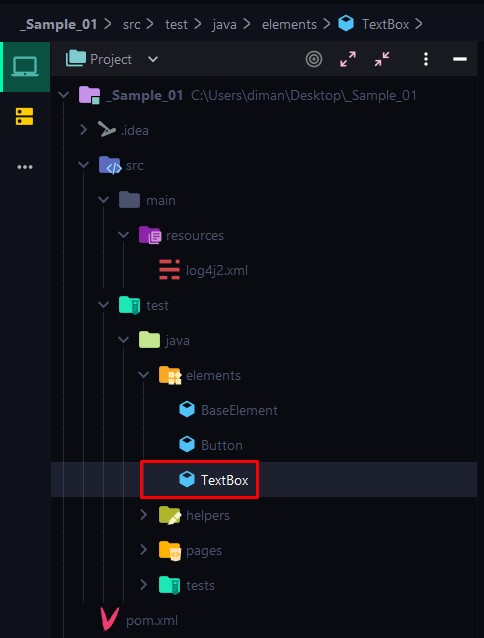 _Sample_01 > src > test > java > elements > TextBox >
Project
_Sample_01 C:\Users\diman\Desktop\_Sample_01
.idea
src
main
resources
log4j2.xml
test
java
elements
BaseElement
Button
TextBox
helpers
pages
tests
pom.xml